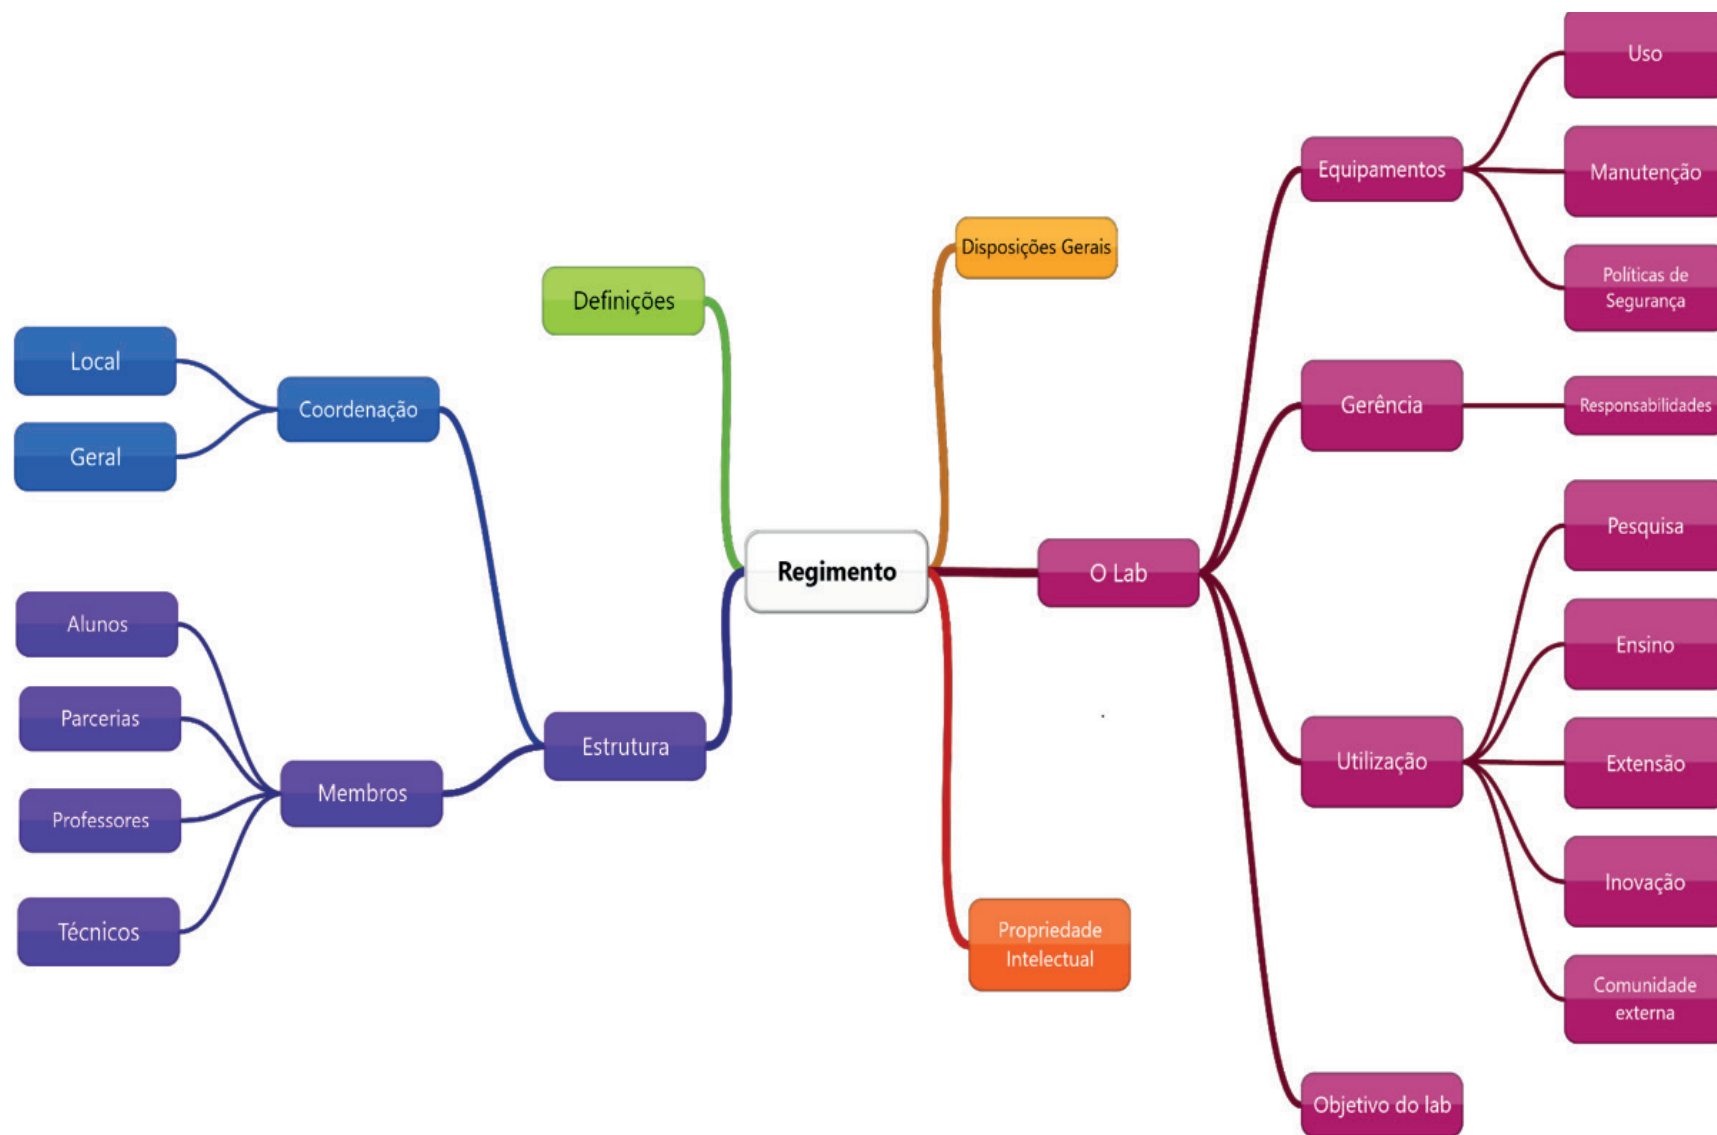 Uso
Equipamentos
Manutenção
Políticas de
Segurança
Disposições Gerais
Definições
Local
Coordenação
Geral
Gerência
Responsabilidades
Regimento
O Lab
Pesquisa
Ensino
Utilização
Extensão
Inovação
Comunidade
externa
Alunos
Parcerias
Estrutura
Membros
Professores
Técnicos
Propriedade
Intelectual
Objetivo do lab